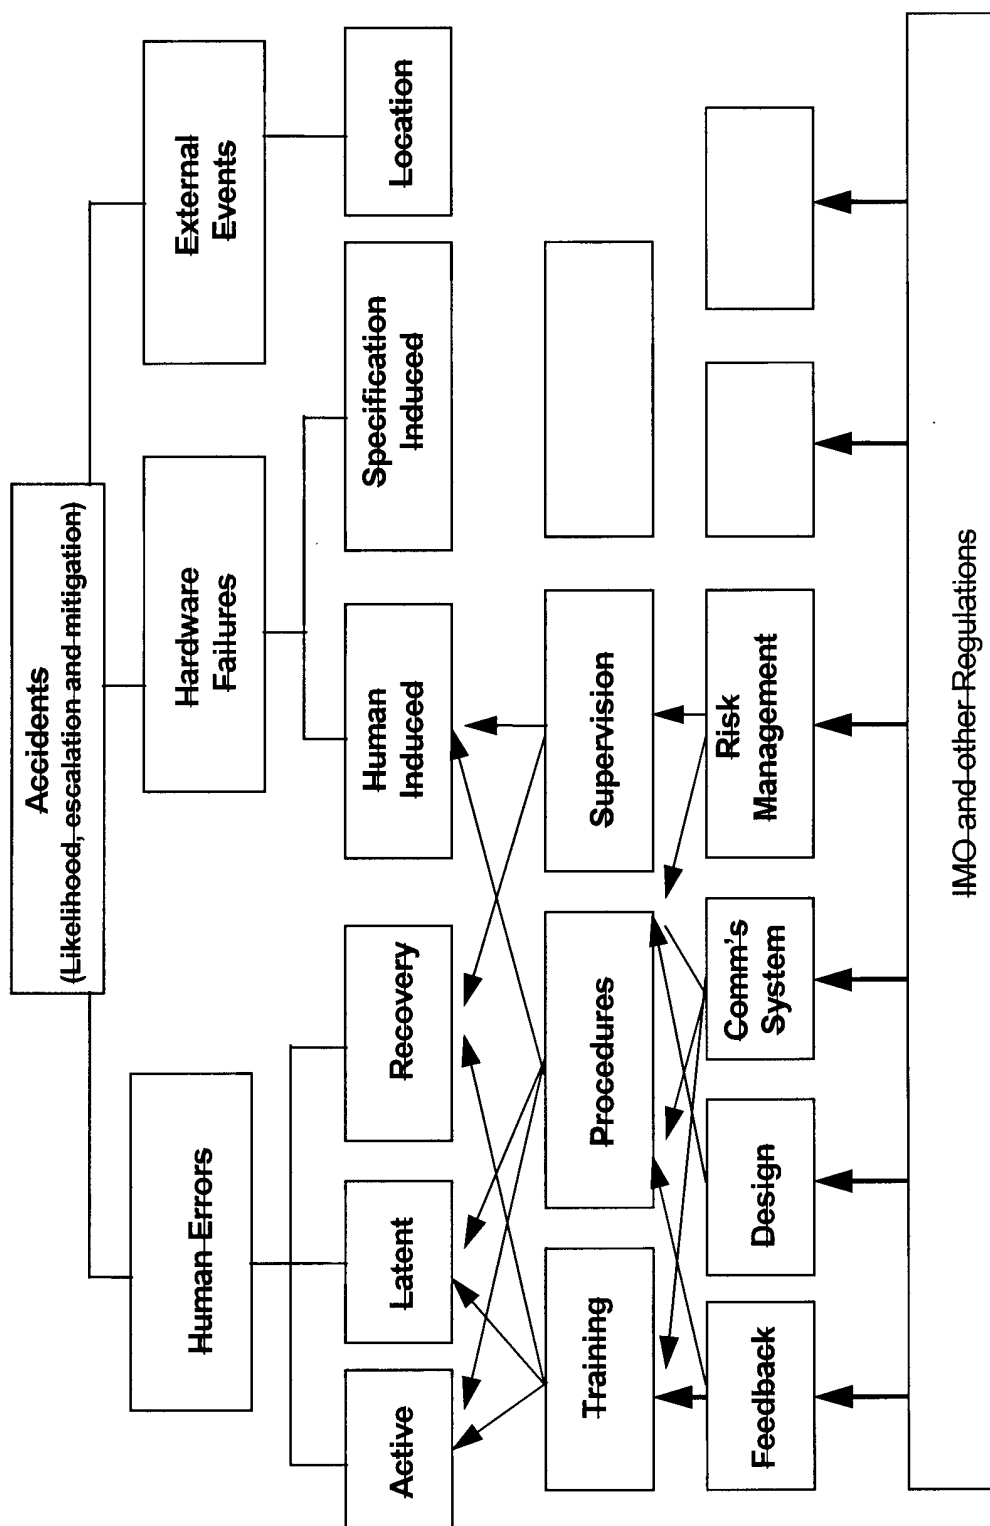 Accidents
(Likelihood, escalation and mitigation)
Human Errors
Hardware
Failures
External
Events
Active
Latent
Recovery
Human
Induced
Specification
Induced
Location
Training
Procedures
Supervision
Feedback
Design
Comm's
System
Risk
Management
IMO and other Regulations